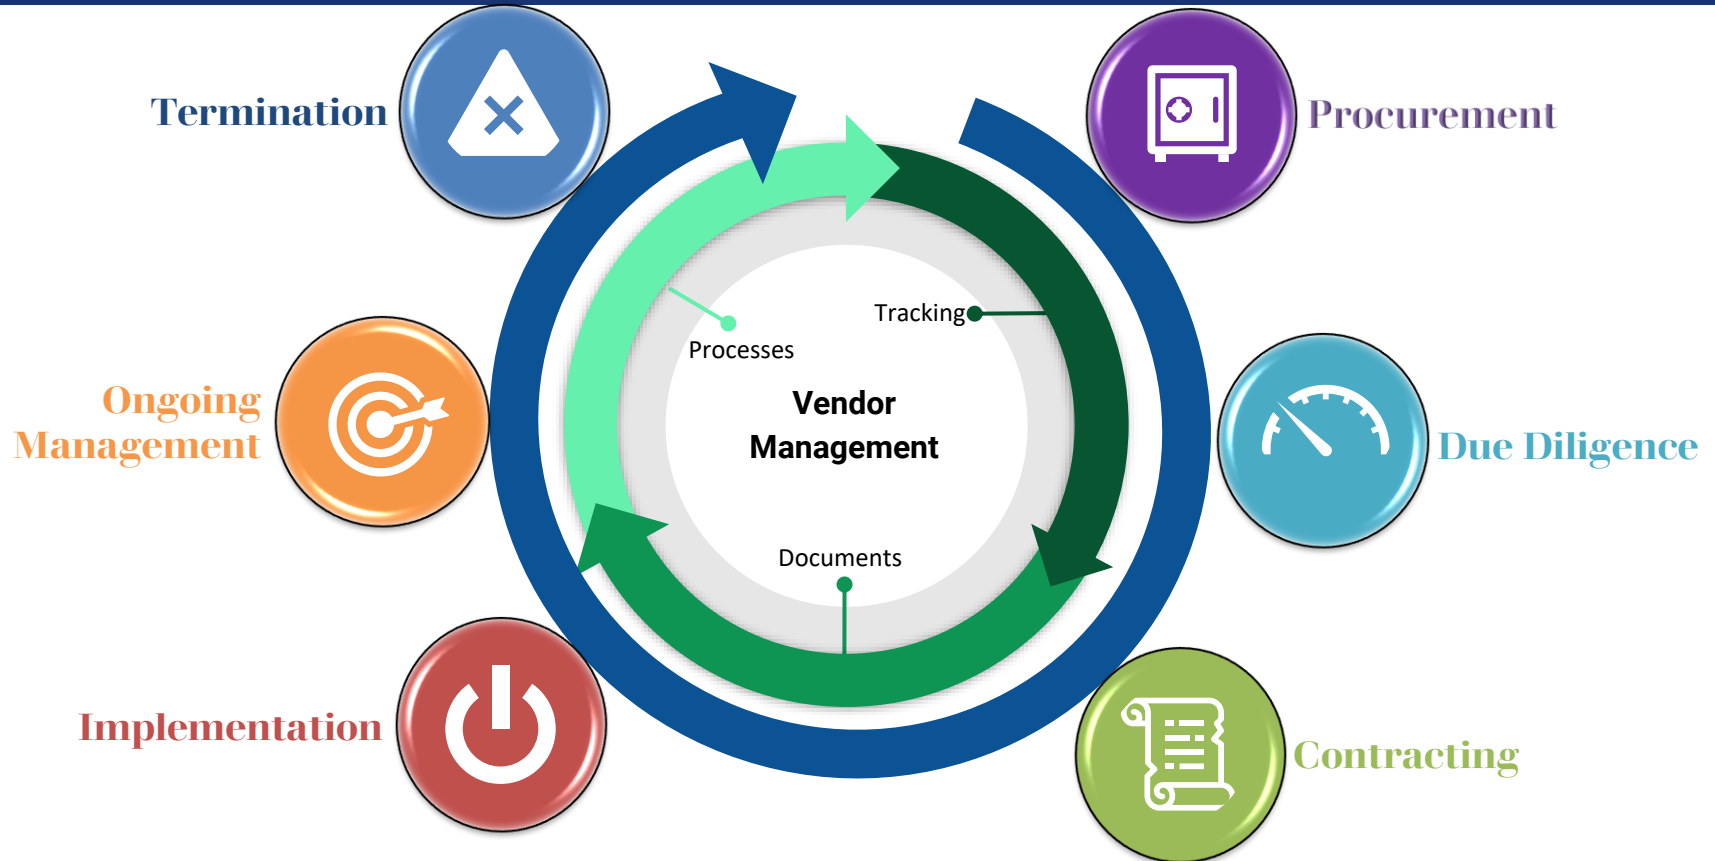 Termination
Procurement
Tracking
Processes
Vendor
Management
Ongoing
Management
Due Diligence
Documents
Implementation
Contracting